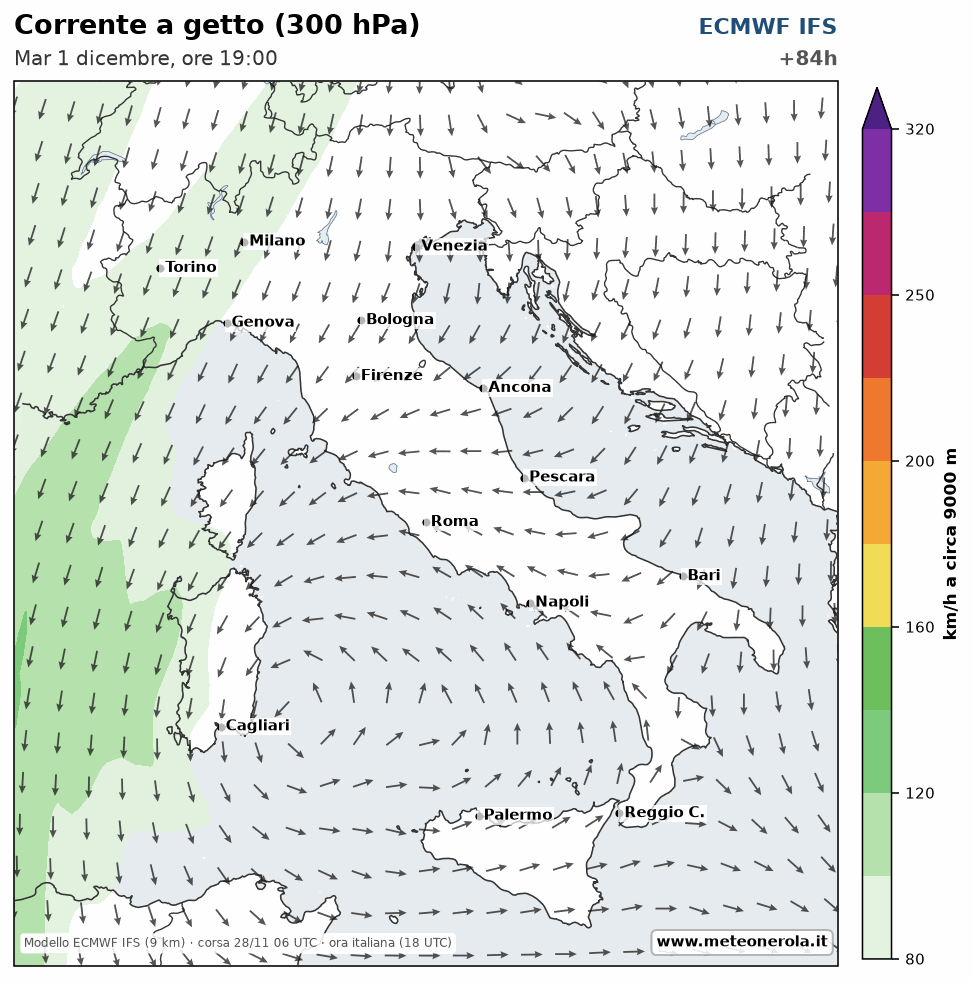 Corrente a getto (300 hPa)
ECMWF IFS
Mar 1 dicembre, ore 19:00
+84h
Milano
Venezia
Torino
Genova
Bologna
Firenze
Ancona
Pescara
Roma
Bari
Napoli
Cagliari
Palermo
Reggio C.
Modello ECMWF IFS (9 km) · corsa 28/11 06 UTC · ora italiana (18 UTC)
www.meteonerola.it
320
250
200
160
120
80
km/h a circa 9000 m